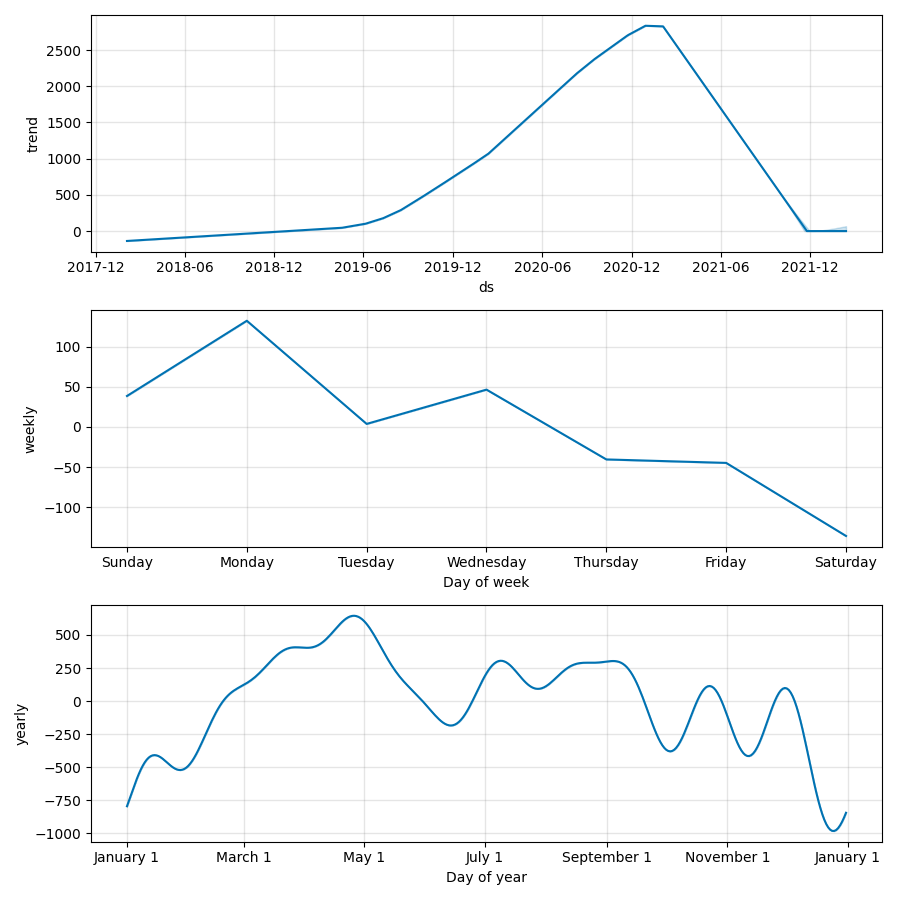 2500
2000
1500
1000
500
0
trend
2017-12 2018-06 2018-12 2019-06 2019-12 2020-06 2020-12 2021-06 2021-12
ds
100
50
0
−50
−100
weekly
Sunday Monday Tuesday Wednesday Thursday Friday Saturday
Day of week
500
250
0
−250
−500
−750
−1000
yearly
January 1 March 1 May 1 July 1 September 1 November 1 January 1
Day of year